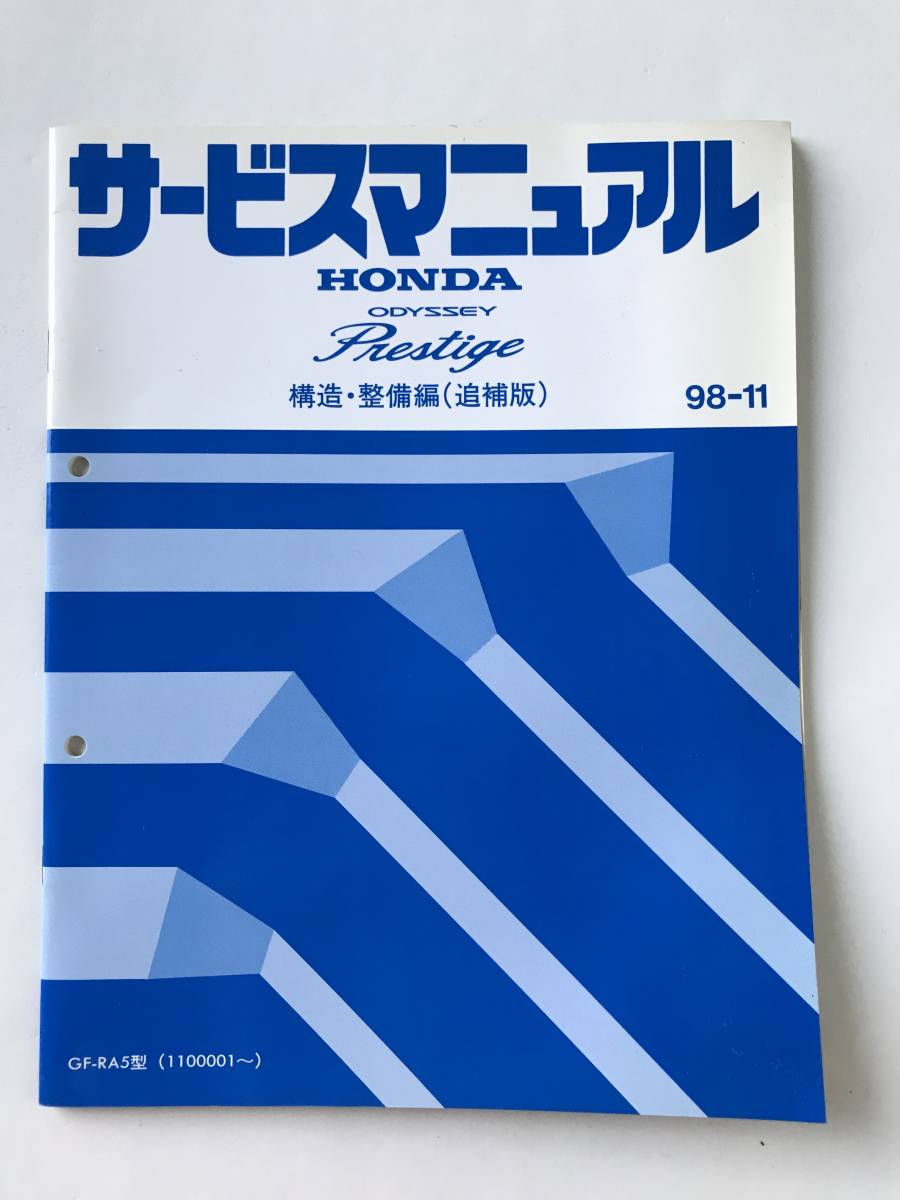 サービスマニュアル
HONDA
ODYSSEY
Prestige
構造・整備編(追補版) 98-11
GF-RA5型 (1100001～)